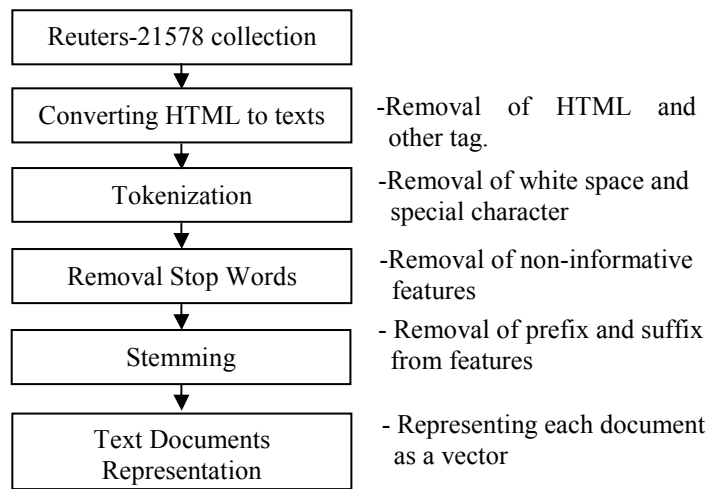 Reuters-21578 collection
Converting HTML to texts
-Removal of HTML and
other tag.
Tokenization
-Removal of white space and
special character
Removal Stop Words
-Removal of non-informative
features
Stemming
- Removal of prefix and suffix
from features
Text Documents
Representation
- Representing each document
as a vector